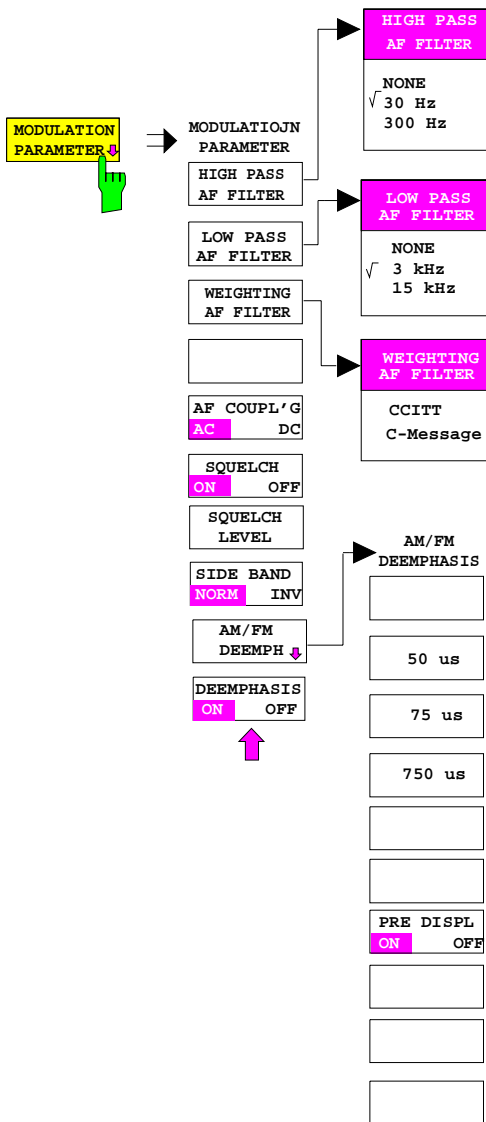 MODULATION
PARAMETER
MODULATIOJN
PARAMETER
HIGH PASS
AF FILTER
LOW PASS
AF FILTER
WEIGHTING
AF FILTER
AF COUPL'G
AC DC
SQUELCH
ON OFF
SQUELCH
LEVEL
SIDE BAND
NORM INV
AM/FM
DEEMPH
DEEMPHASIS
ON OFF
HIGH PASS
AF FILTER
NONE
√ 30 Hz
300 Hz
LOW PASS
AF FILTER
NONE
√ 3 kHz
15 kHz
WEIGHTING
AF FILTER
CCITT
C-Message
AM/FM
DEEMPHASIS
50 us
75 us
750 us
PRE DISPL
ON OFF